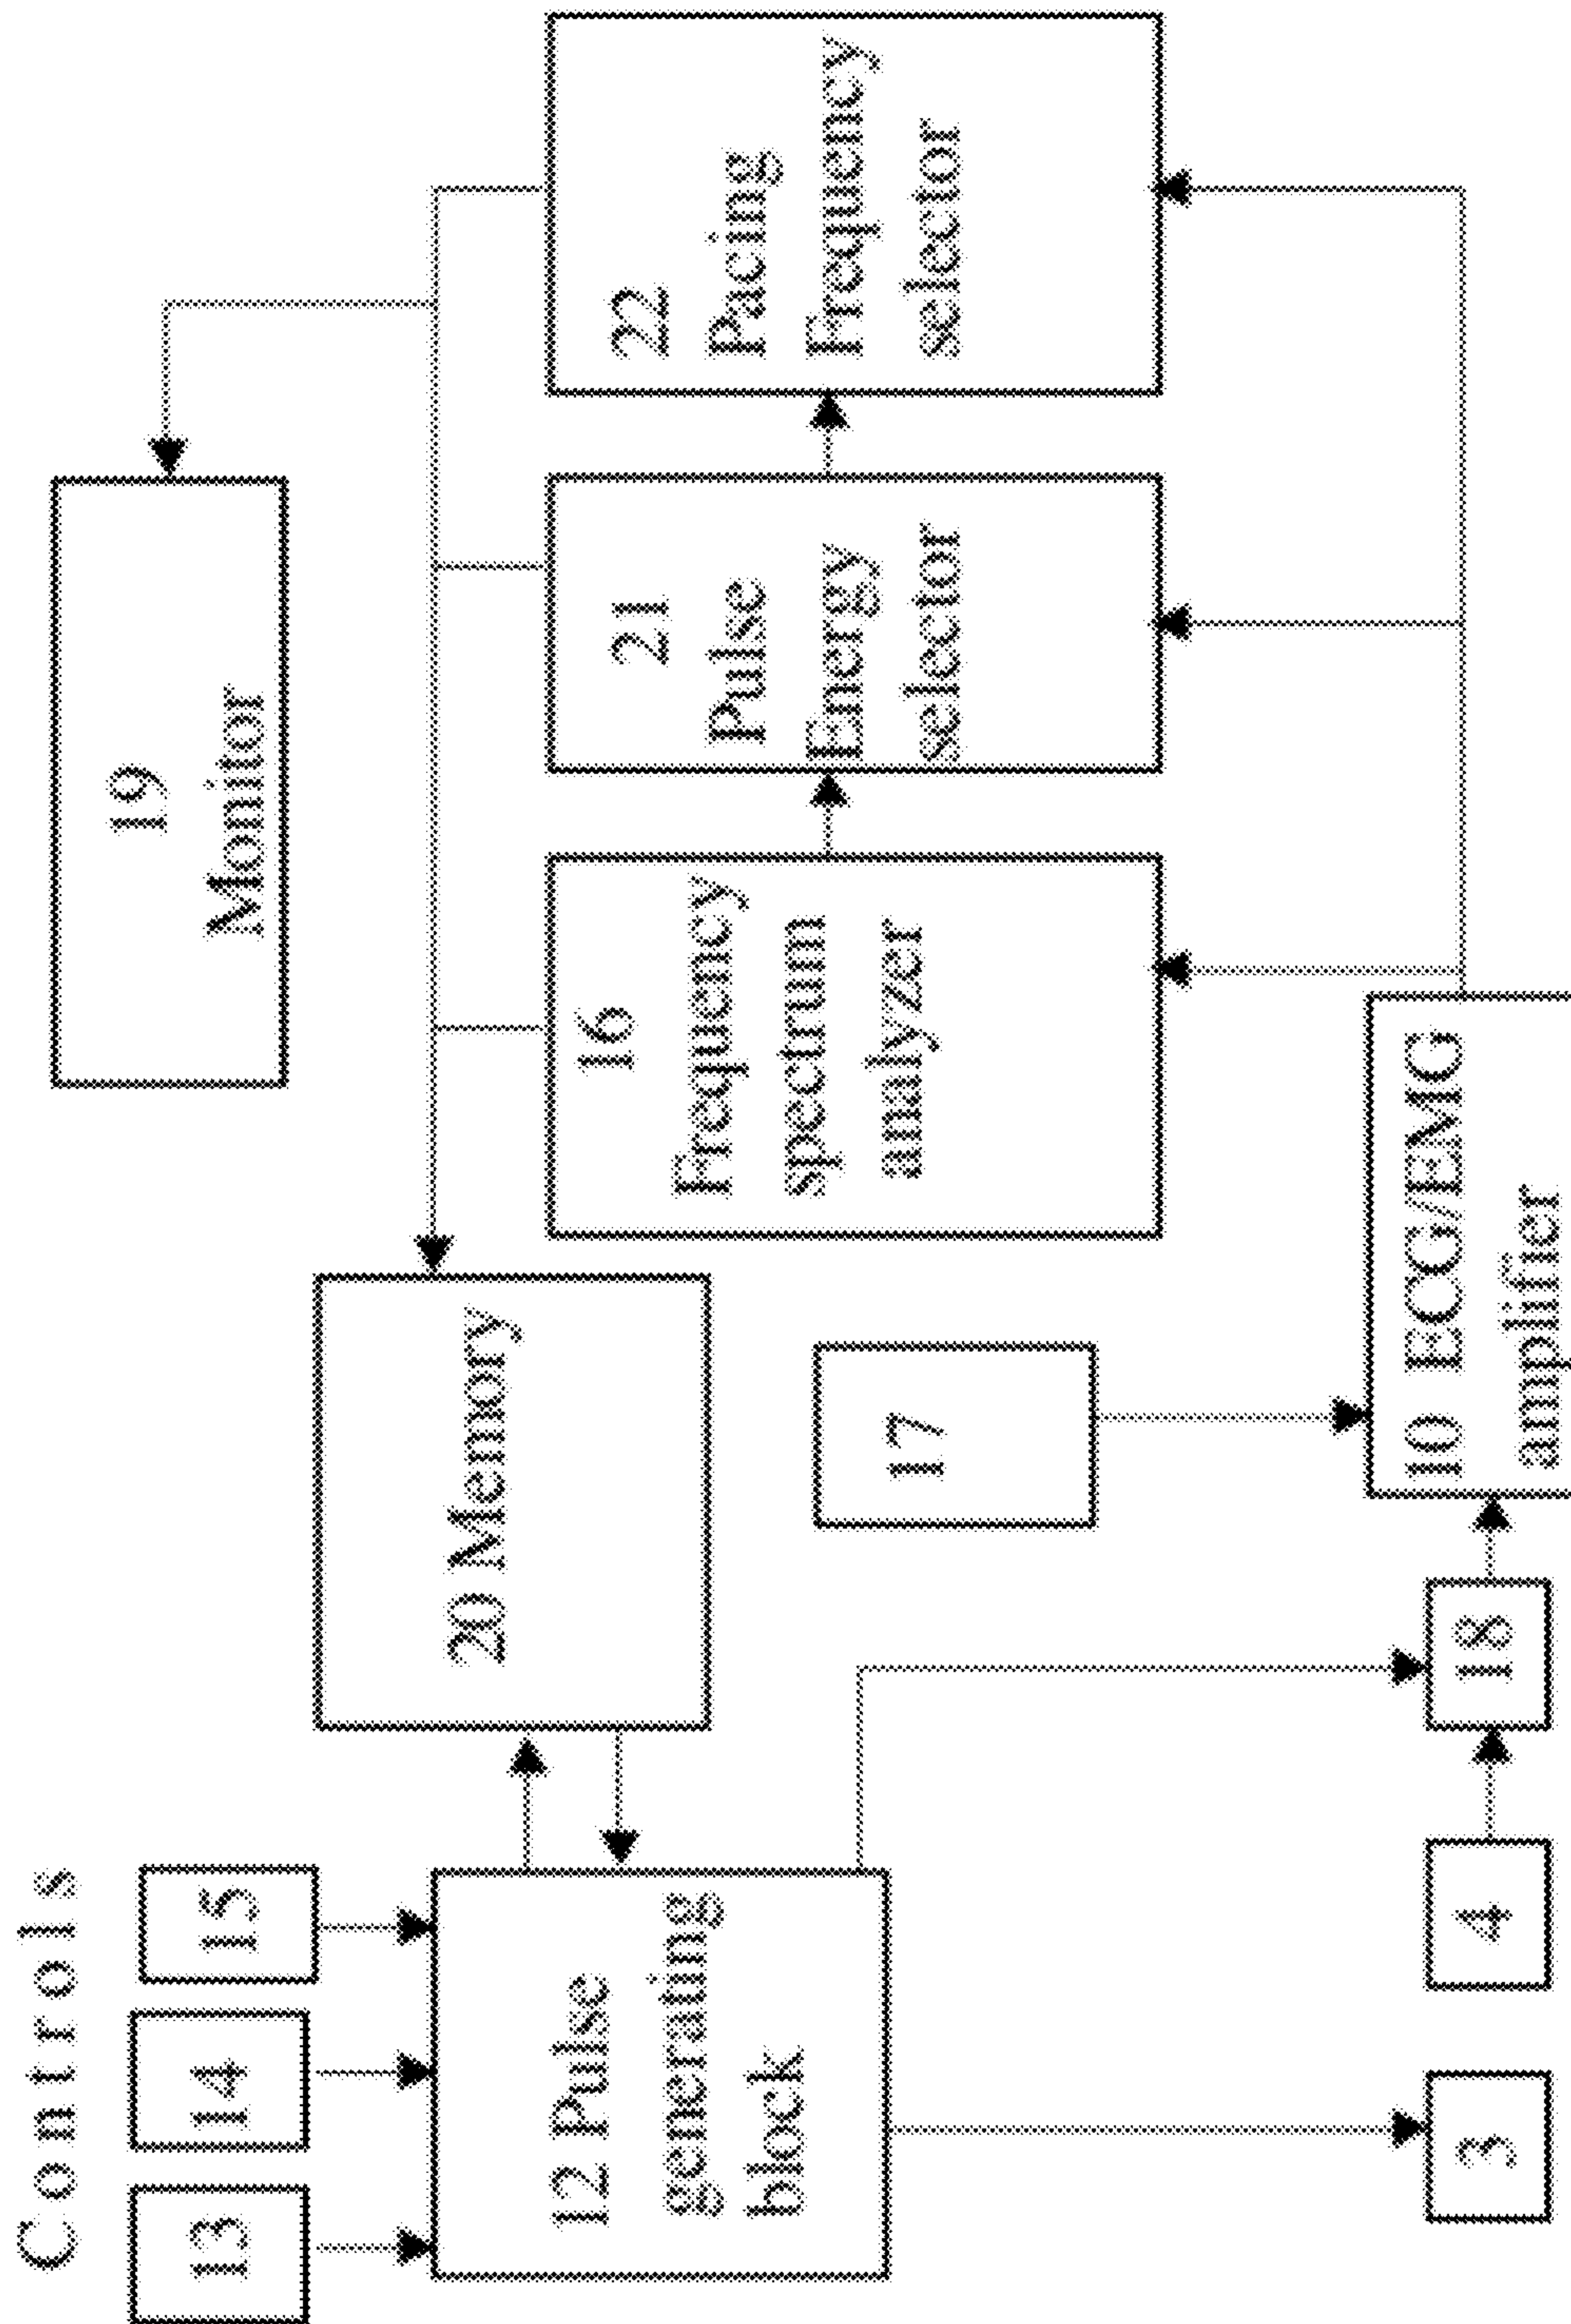 Controls
13
14
15
12 Pulse
generating
block
20 Memory
19
Monitor
16
Frequency
spectrum
analyzer
21
Pulse
Energy
selector
22
Pacing
Frequency
selector
17
3
4
18
10 ECG/EMG
amplifier